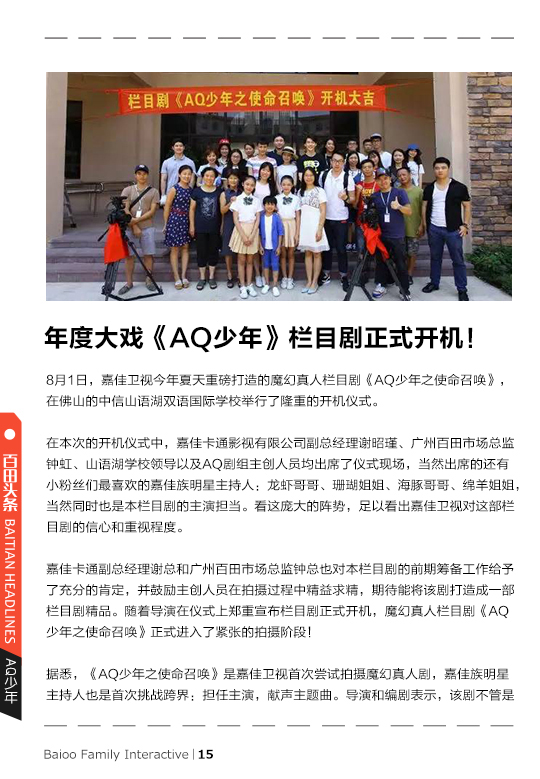 栏目剧《AQ少年之使命召唤》开机大吉
年度大戏《AQ少年》栏目剧正式开机！
8月1日，嘉佳卫视今年夏天重磅打造的魔幻真人栏目剧《AQ少年之使命召唤》，
在佛山的中信山语湖双语国际学校举行了隆重的开机仪式。
在本次的开机仪式中，嘉佳卡通影视有限公司副总经理谢昭瑾、广州百田市场总监
钟虹、山语湖学校领导以及AQ剧组主创人员均出席了仪式现场，当然出席的还有
小粉丝们最喜欢的嘉佳族明星主持人：龙虾哥哥、珊瑚姐姐、海豚哥哥、绵羊姐姐，
当然同时也是本栏目剧的主演担当。看这庞大的阵势，足以看出嘉佳卫视对这部栏
目剧的信心和重视程度。
嘉佳卡通副总经理谢总和广州百田市场总监钟总也对本栏目剧的前期筹备工作给予
了充分的肯定，并鼓励主创人员在拍摄过程中精益求精，期待能将该剧打造成一部
栏目剧精品。随着导演在仪式上郑重宣布栏目剧正式开机，魔幻真人栏目剧《AQ
少年之使命召唤》正式进入了紧张的拍摄阶段！
据悉，《AQ少年之使命召唤》是嘉佳卫视首次尝试拍摄魔幻真人剧，嘉佳族明星
主持人也是首次挑战跨界：担任主演，献声主题曲。导演和编剧表示，该剧不管是
百田头条 BAITIAN HEADLINES
AQ少年
Baioo Family Interactive | 15